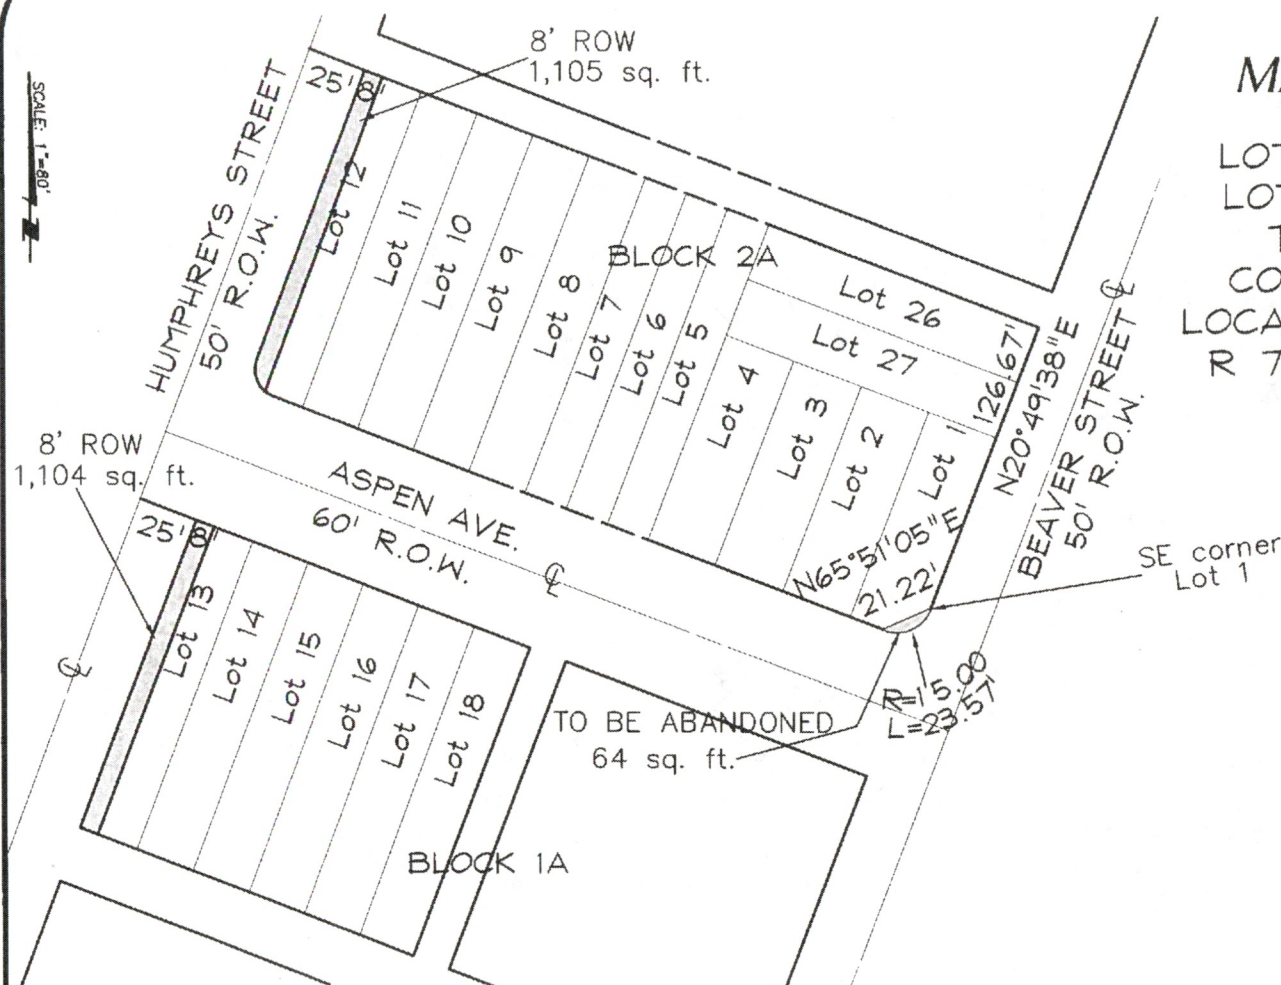 8' ROW
1,105 sq. ft.
25'
8'
SCALE: 1"=80'
HUMPHREYS STREET
50' R.O.W.
Lot 12
Lot 11
Lot 10
Lot 9
Lot 8
Lot 7
Lot 6
Lot 5
BLOCK 2A
Lot 26
Lot 27
Lot 4
Lot 3
Lot 2
Lot 1
126.67'
N20°49'38"E
BEAVER STREET
50' R.O.W.
LOCA
R 7
8' ROW
1,104 sq. ft.
ASPEN AVE.
60' R.O.W.
25'
8'
N65°51'05"E
21.22'
SE corner
Lot 1
Lot 13
Lot 14
Lot 15
Lot 16
Lot 17
Lot 18
R=15.00
L=23.57'
TO BE ABANDONED
64 sq. ft.
BLOCK 1A